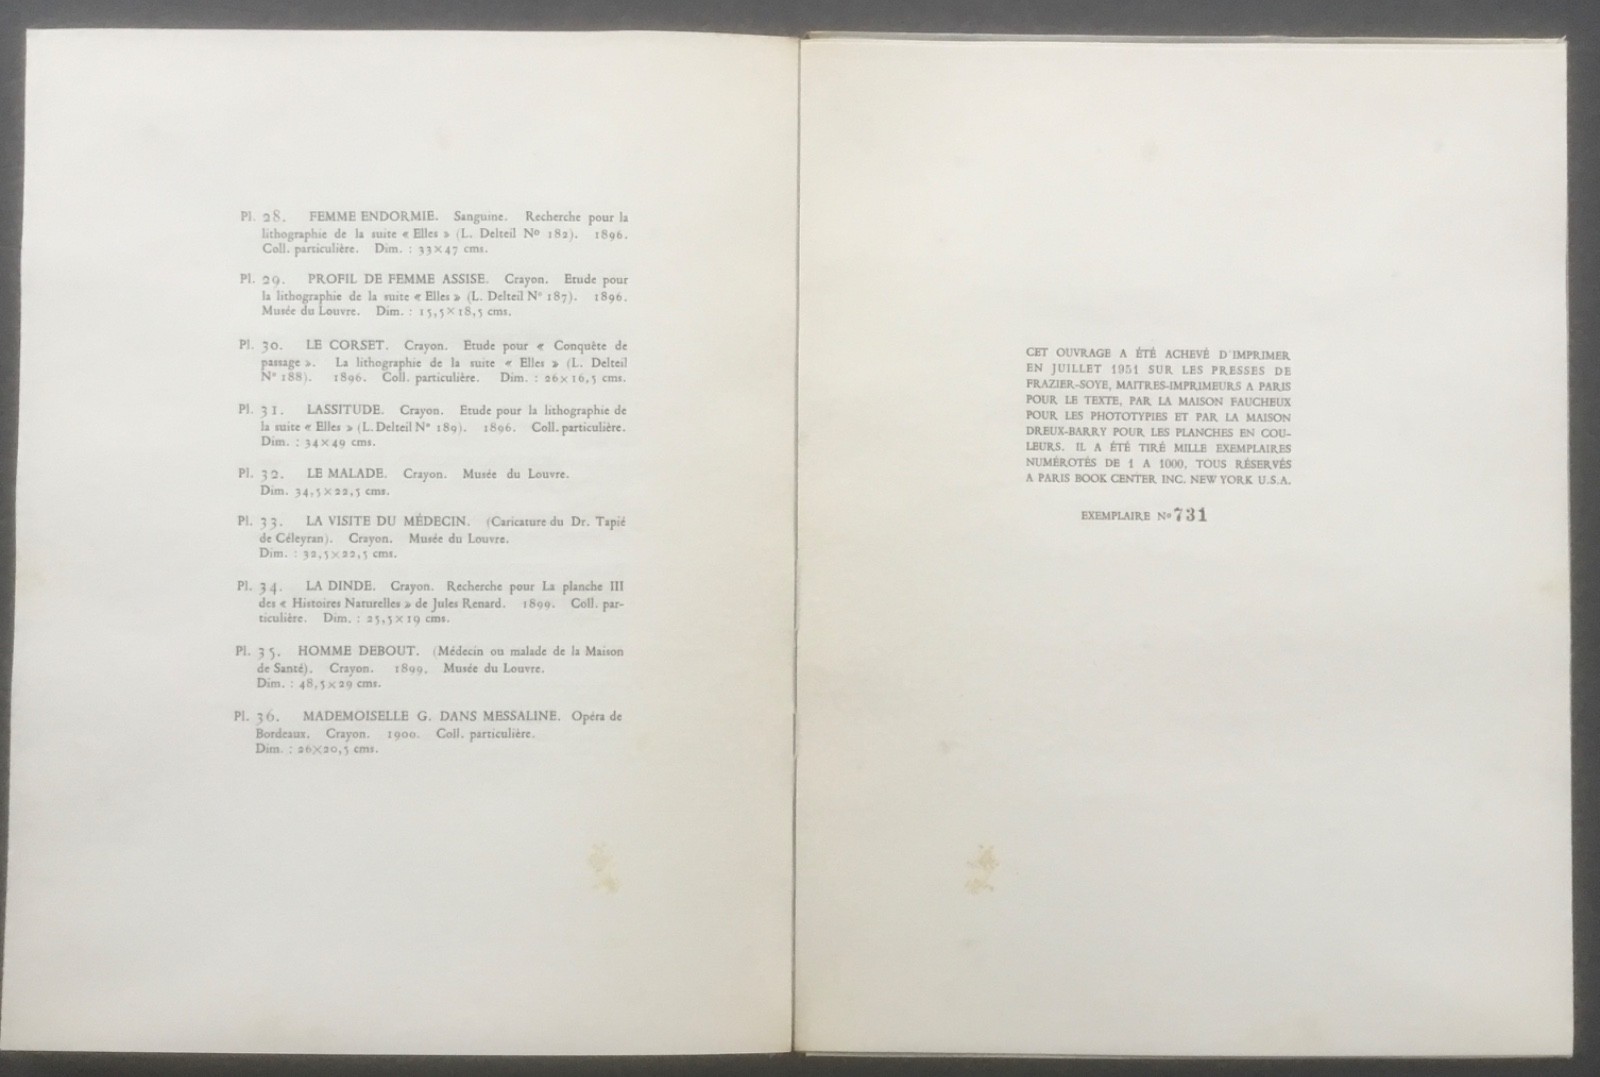 Pl. 28. FEMME ENDORMIE. Sanguine. Recherche pour la
lithographie de la suite « Elles » (L. Delteil No 182). 1896.
Coll. particulière. Dim. : 33×47 cms.
Pl. 29. PROFIL DE FEMME ASSISE. Crayon. Etude pour
la lithographie de la suite « Elles » (L. Delteil N° 187). 1896.
Musée du Louvre. Dim. : 15,5×18,5 cms.
Pl. 30. LE CORSET. Crayon. Etude pour « Conquête de
passage ». La lithographie de la suite « Elles » (L. Delteil
N° 188). 1896. Coll. particulière. Dim. : 26×16,5 cms.
Pl. 31. LASSITUDE. Crayon. Etude pour la lithographie de
la suite « Elles » (L. Delteil N° 189). 1896. Coll. particulière.
Dim. : 34×49 cms.
Pl. 32. LE MALADE. Crayon. Musée du Louvre.
Dim. 34,5×22,5 cms.
Pl. 33. LA VISITE DU MÉDECIN. (Caricature du Dr. Tapié
de Céleyran). Crayon. Musée du Louvre.
Dim. : 32,5×22,5 cms.
Pl. 34. LA DINDE. Crayon. Recherche pour La planche III
des « Histoires Naturelles » de Jules Renard. 1899. Coll. par-
ticulière. Dim. : 25,5×19 cms.
Pl. 35. HOMME DEBOUT. (Médecin ou malade de la Maison
de Santé). Crayon. 1899. Musée du Louvre.
Dim. : 48,5×29 cms.
Pl. 36. MADEMOISELLE G. DANS MESSALINE. Opéra de
Bordeaux. Crayon. 1900. Coll. particulière.
Dim. : 26×20,5 cms.
CET OUVRAGE A ÉTÉ ACHEVÉ D'IMPRIMER
EN JUILLET 1951 SUR LES PRESSES DE
FRAZIER-SOYE, MAITRES-IMPRIMEURS A PARIS
POUR LE TEXTE, PAR LA MAISON FAUCHEUX
POUR LES PHOTOTYPIES ET PAR LA MAISON
DREUX-BARRY POUR LES PLANCHES EN COU-
LEURS. IL A ÉTÉ TIRÉ MILLE EXEMPLAIRES
NUMÉROTÉS DE 1 A 1000, TOUS RÉSERVÉS
A PARIS BOOK CENTER INC. NEW YORK U.S.A.
EXEMPLAIRE No 731